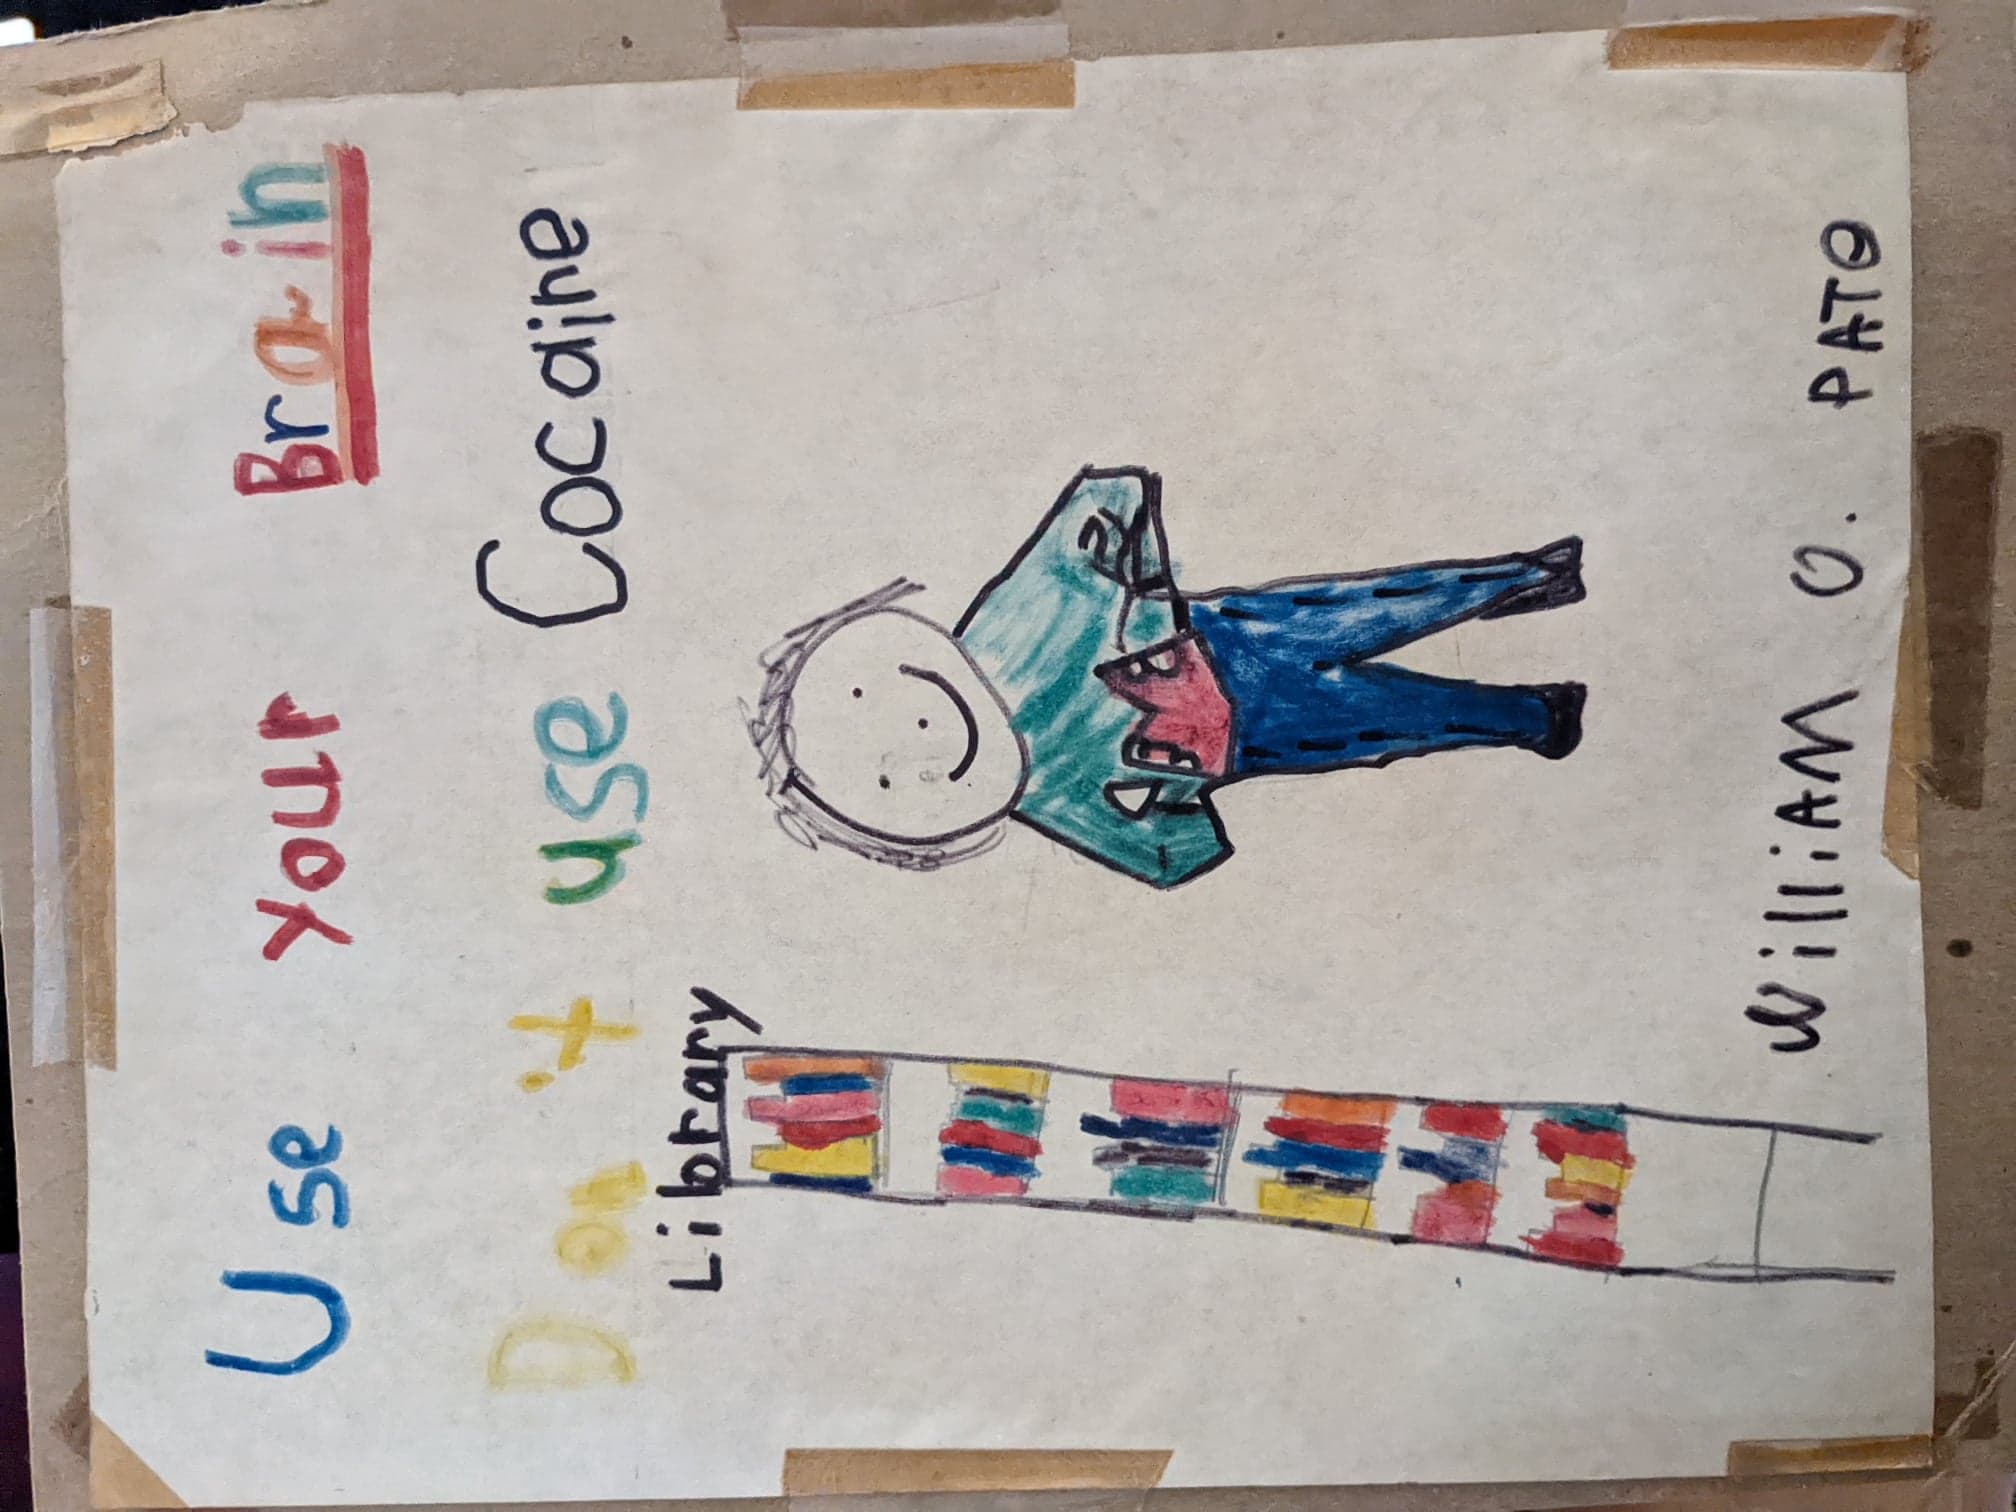 Use your Brain
Don't use Cocaine
Library
William O. PATO